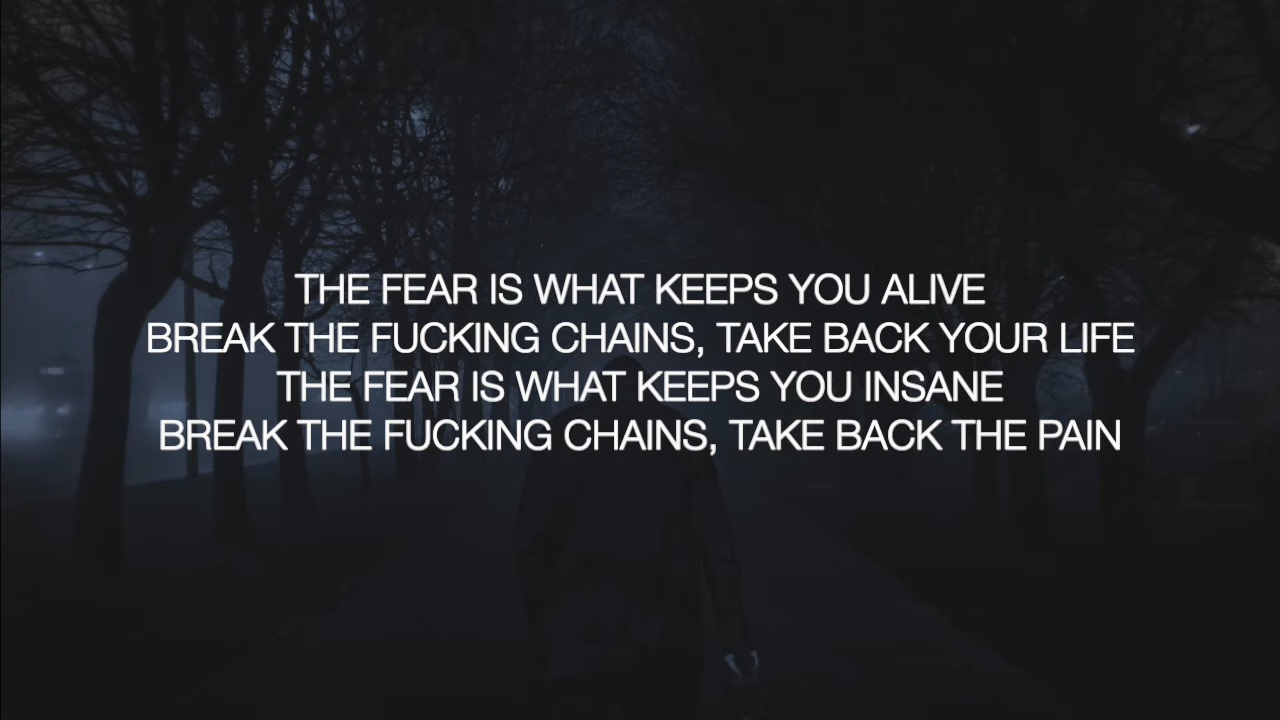 THE FEAR IS WHAT KEEPS YOU ALIVE
BREAK THE FUCKING CHAINS, TAKE BACK YOUR LIFE
THE FEAR IS WHAT KEEPS YOU INSANE
BREAK THE FUCKING CHAINS, TAKE BACK THE PAIN